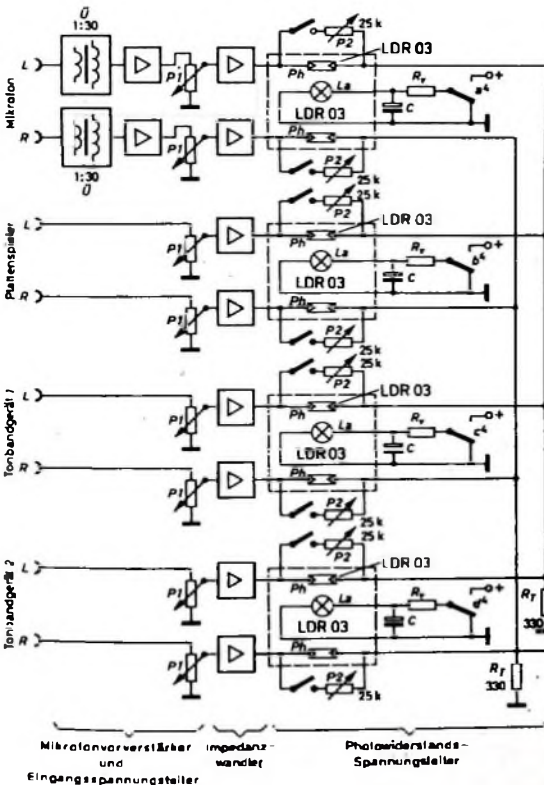 Ü
1:30
25 k
P2
LDR 03
L
P1
Ph
La
Rv
a4
+
LDR 03
C
Mikrofon
R
P1
Ph
1:30
Ü
P2
25 k
25 k
P2
LDR 03
L
P1
Ph
La
Rv
b4
+
LDR 03
C
Plattenspieler
R
P1
Ph
P2
25 k
25 k
P2
LDR 03
L
P1
Ph
La
Rv
c4
+
LDR 03
C
Tonbandgerät 1
R
P1
Ph
P2
25 k
25 k
P2
LDR 03
L
P1
Ph
La
Rv
d4
+
LDR 03
C
RT
330
Tonbandgerät 2
R
P1
Ph
P2
25 k
RT
330
Mikrofonvorverstärker
und
Eingangsspannungsteiler
Impedanz-
wandler
Photowiderstands-
Spannungsteiler